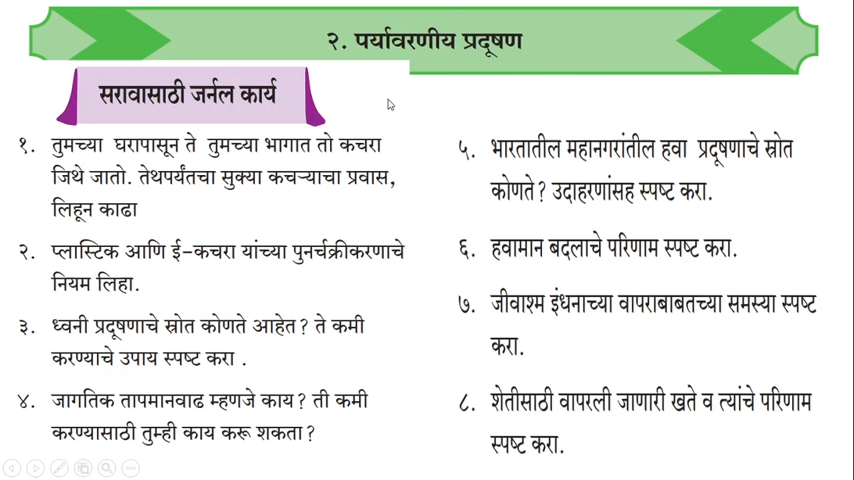 २. पर्यावरणीय प्रदूषण
सरावासाठी जर्नल कार्य
१. तुमच्या घरापासून ते तुमच्या भागात तो कचरा
जिथे जातो. तेथपर्यंतचा सुक्या कचऱ्याचा प्रवास,
लिहून काढा
२. प्लास्टिक आणि ई-कचरा यांच्या पुनर्चक्रीकरणाचे
नियम लिहा.
३. ध्वनी प्रदूषणाचे स्रोत कोणते आहेत? ते कमी
करण्याचे उपाय स्पष्ट करा .
४. जागतिक तापमानवाढ म्हणजे काय? ती कमी
करण्यासाठी तुम्ही काय करू शकता?
५. भारतातील महानगरांतील हवा प्रदूषणाचे स्रोत
कोणते? उदाहरणांसह स्पष्ट करा.
६. हवामान बदलाचे परिणाम स्पष्ट करा.
७. जीवाश्म इंधनाच्या वापराबाबतच्या समस्या स्पष्ट
करा.
८. शेतीसाठी वापरली जाणारी खते व त्यांचे परिणाम
स्पष्ट करा.